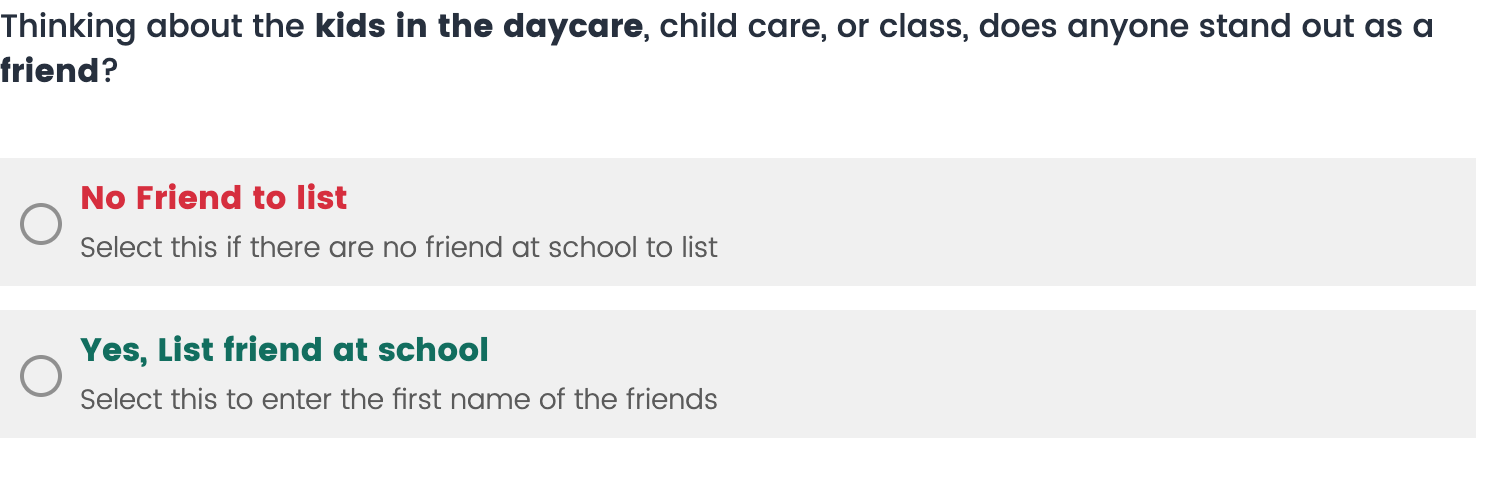 Thinking about the kids in the daycare, child care, or class, does anyone stand out as a
friend?
No Friend to list
Select this if there are no friend at school to list
Yes, List friend at school
Select this to enter the first name of the friends